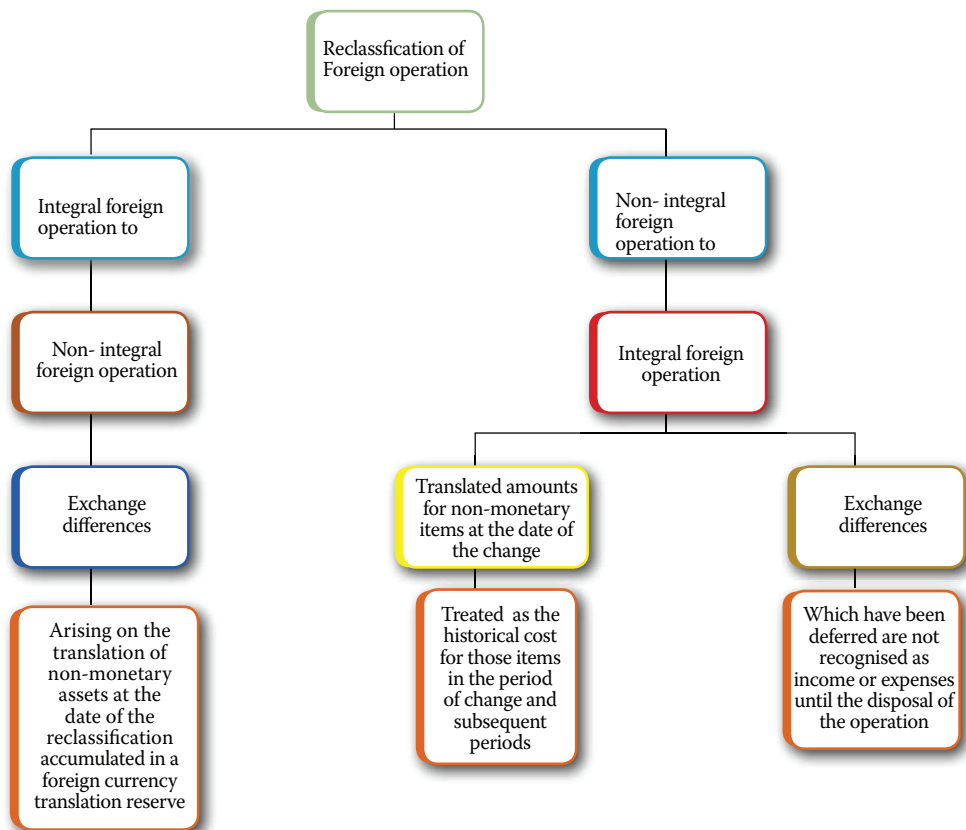 Reclassfication of
Foreign operation
Integral foreign
operation to
Non- integral
foreign
operation to
Non- integral
foreign operation
Integral foreign
operation
Exchange
differences
Translated amounts
for non-monetary
items at the date of
the change
Exchange
differences
Arising on the
translation of
non-monetary
assets at the
date of the
reclassification
accumulated in a
foreign currency
translation reserve
Treated as the
historical cost
for those items
in the period
of change and
subsequent
periods
Which have been
deferred are not
recognised as
income or expenses
until the disposal of
the operation